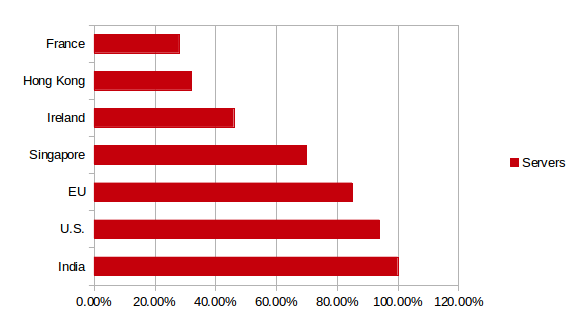 France
Hong Kong
Ireland
Singapore
EU
U.S.
India
Servers
0.00% 20.00% 40.00% 60.00% 80.00% 100.00% 120.00%